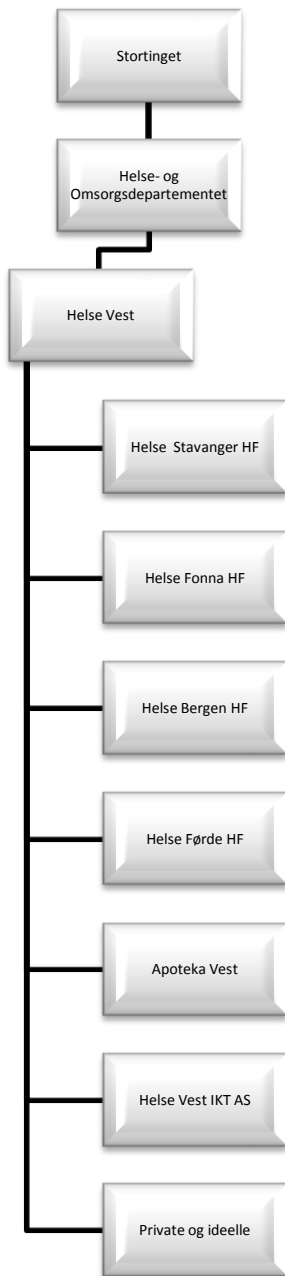 Stortinget
Helse- og
Omsorgsdepartementet
Helse Vest
Helse  Stavanger HF
Helse Fonna HF
Helse Bergen HF
Helse Førde HF
Apoteka Vest
Helse Vest IKT AS
Private og ideelle